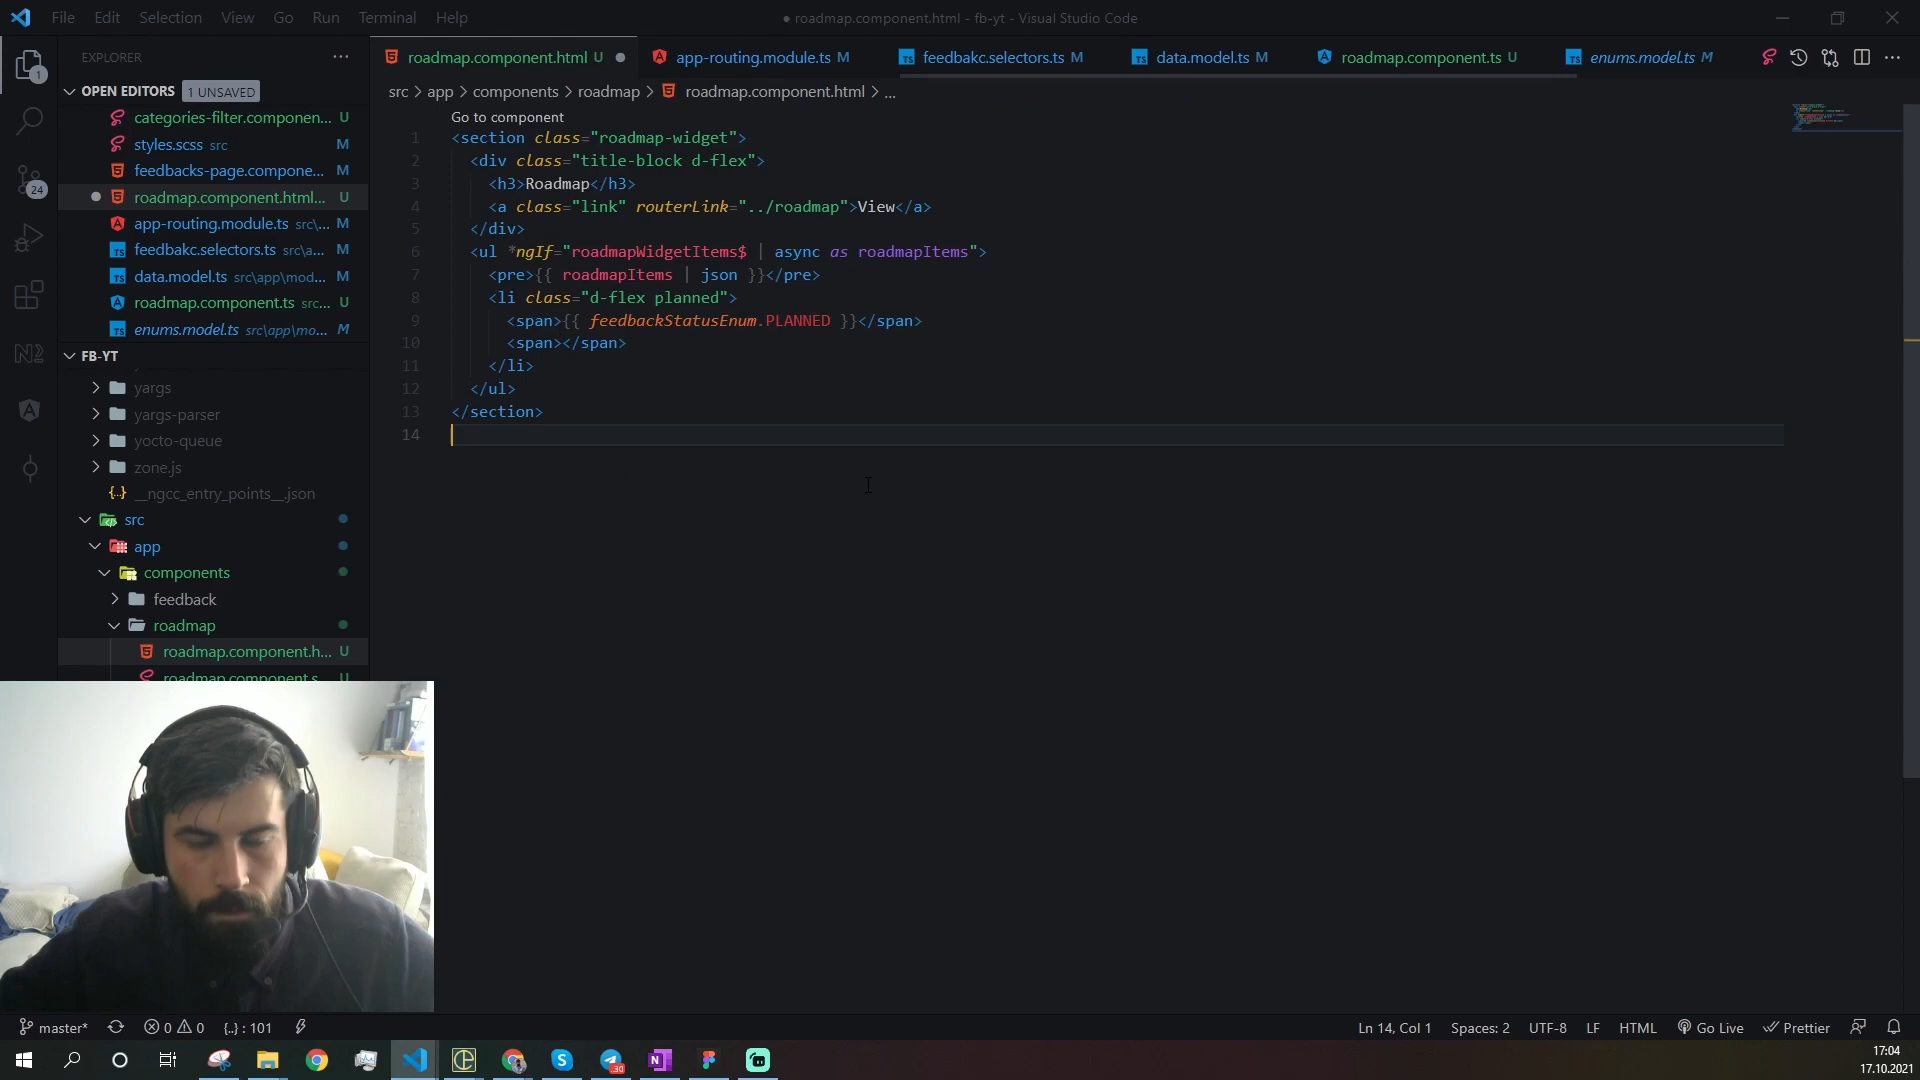 File Edit Selection View Go Run Terminal Help
● roadmap.component.html - fb-yt - Visual Studio Code
EXPLORER
roadmap.component.html U
app-routing.module.ts M
feedbakc.selectors.ts M
data.model.ts M
roadmap.component.ts U
enums.model.ts M
OPEN EDITORS 1 UNSAVED
src > app > components > roadmap > roadmap.component.html > ...
categories-filter.componen... U
styles.scss src M
feedbacks-page.compone... M
roadmap.component.html... U
app-routing.module.ts src\... M
feedbakc.selectors.ts src\a... M
data.model.ts src\app\mod... M
roadmap.component.ts src... U
enums.model.ts src\app\mo... M
FB-YT
yargs
yargs-parser
yocto-queue
zone.js
__ngcc_entry_points__.json
src
app
components
feedback
roadmap
roadmap.component.h... U
roadmap.component.s... U
1
24
Go to component
1 <section class="roadmap-widget">
2 <div class="title-block d-flex">
3 <h3>Roadmap</h3>
4 <a class="link" routerLink="../roadmap">View</a>
5 </div>
6 <ul *ngIf="roadmapWidgetItems$ | async as roadmapItems">
7 <pre>{{ roadmapItems | json }}</pre>
8 <li class="d-flex planned">
9 <span>{{ feedbackStatusEnum.PLANNED }}</span>
10 <span></span>
11 </li>
12 </ul>
13 </section>
14
master* 0 0 {..} : 101
Ln 14, Col 1 Spaces: 2 UTF-8 LF HTML Go Live Prettier
30
17:04
17.10.2021